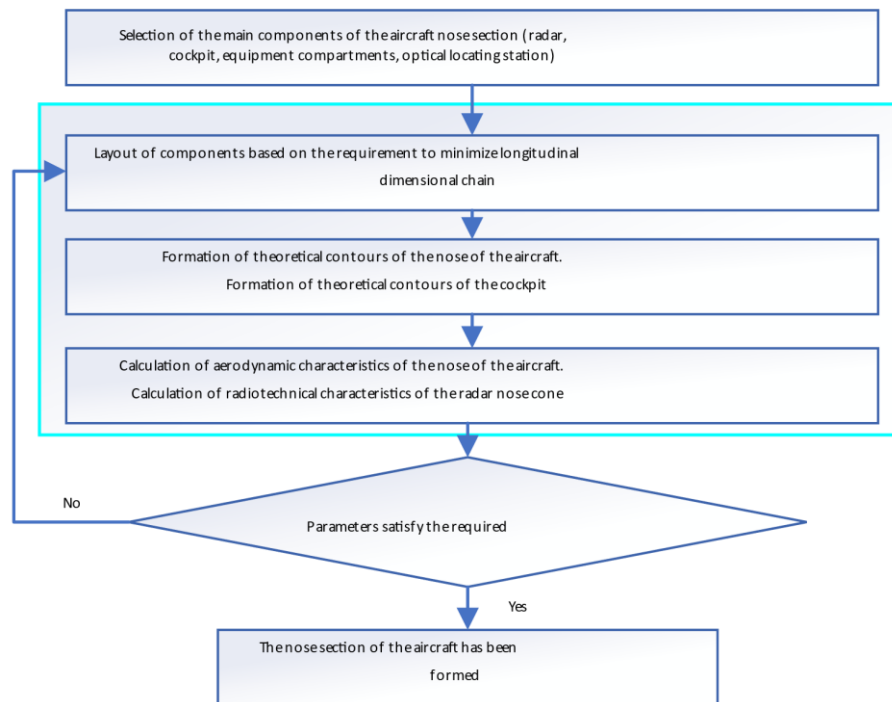 Selection of the main components of the aircraft nose section (radar,
cockpit, equipment compartments, optical locating station)
Layout of components based on the requirement to minimize longitudinal
dimensional chain
Formation of theoretical contours of the nose of the aircraft.
Formation of theoretical contours of the cockpit
Calculation of aerodynamic characteristics of the nose of the aircraft.
Calculation of radiotechnical characteristics of the radar nose cone
No
Parameters satisfy the required
Yes
The nose section of the aircraft has been
formed